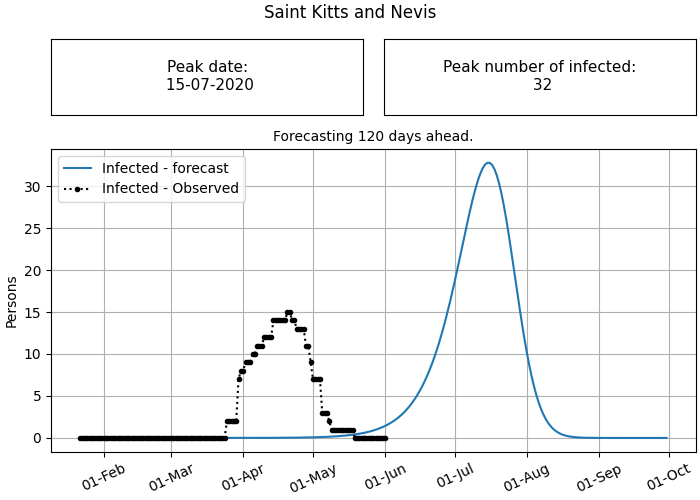 Saint Kitts and Nevis
Peak date:
15-07-2020
Peak number of infected:
32
Forecasting 120 days ahead.
Infected - forecast
Infected - Observed
Persons
30
25
20
15
10
5
0
01-Feb
01-Mar
01-Apr
01-May
01-Jun
01-Jul
01-Aug
01-Sep
01-Oct